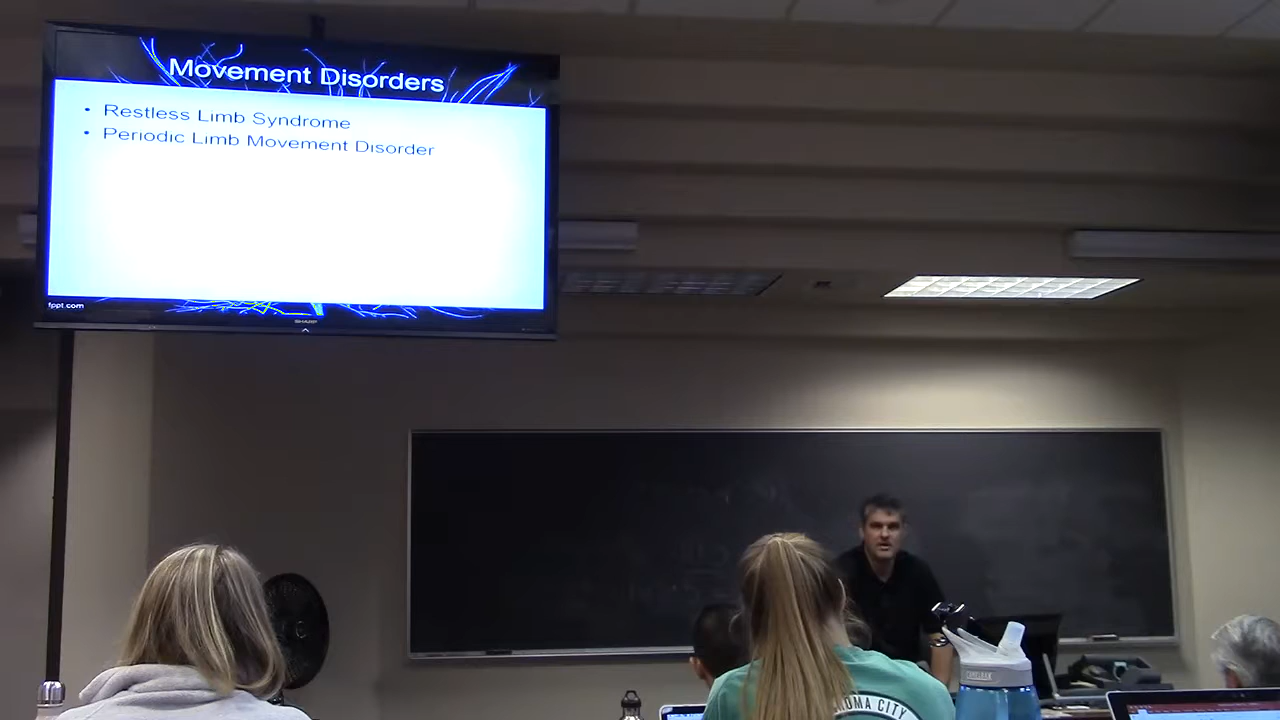 Movement Disorders
• Restless Limb Syndrome
• Periodic Limb Movement Disorder
fppt.com
SHARP
CAMELBAK
OMA CITY